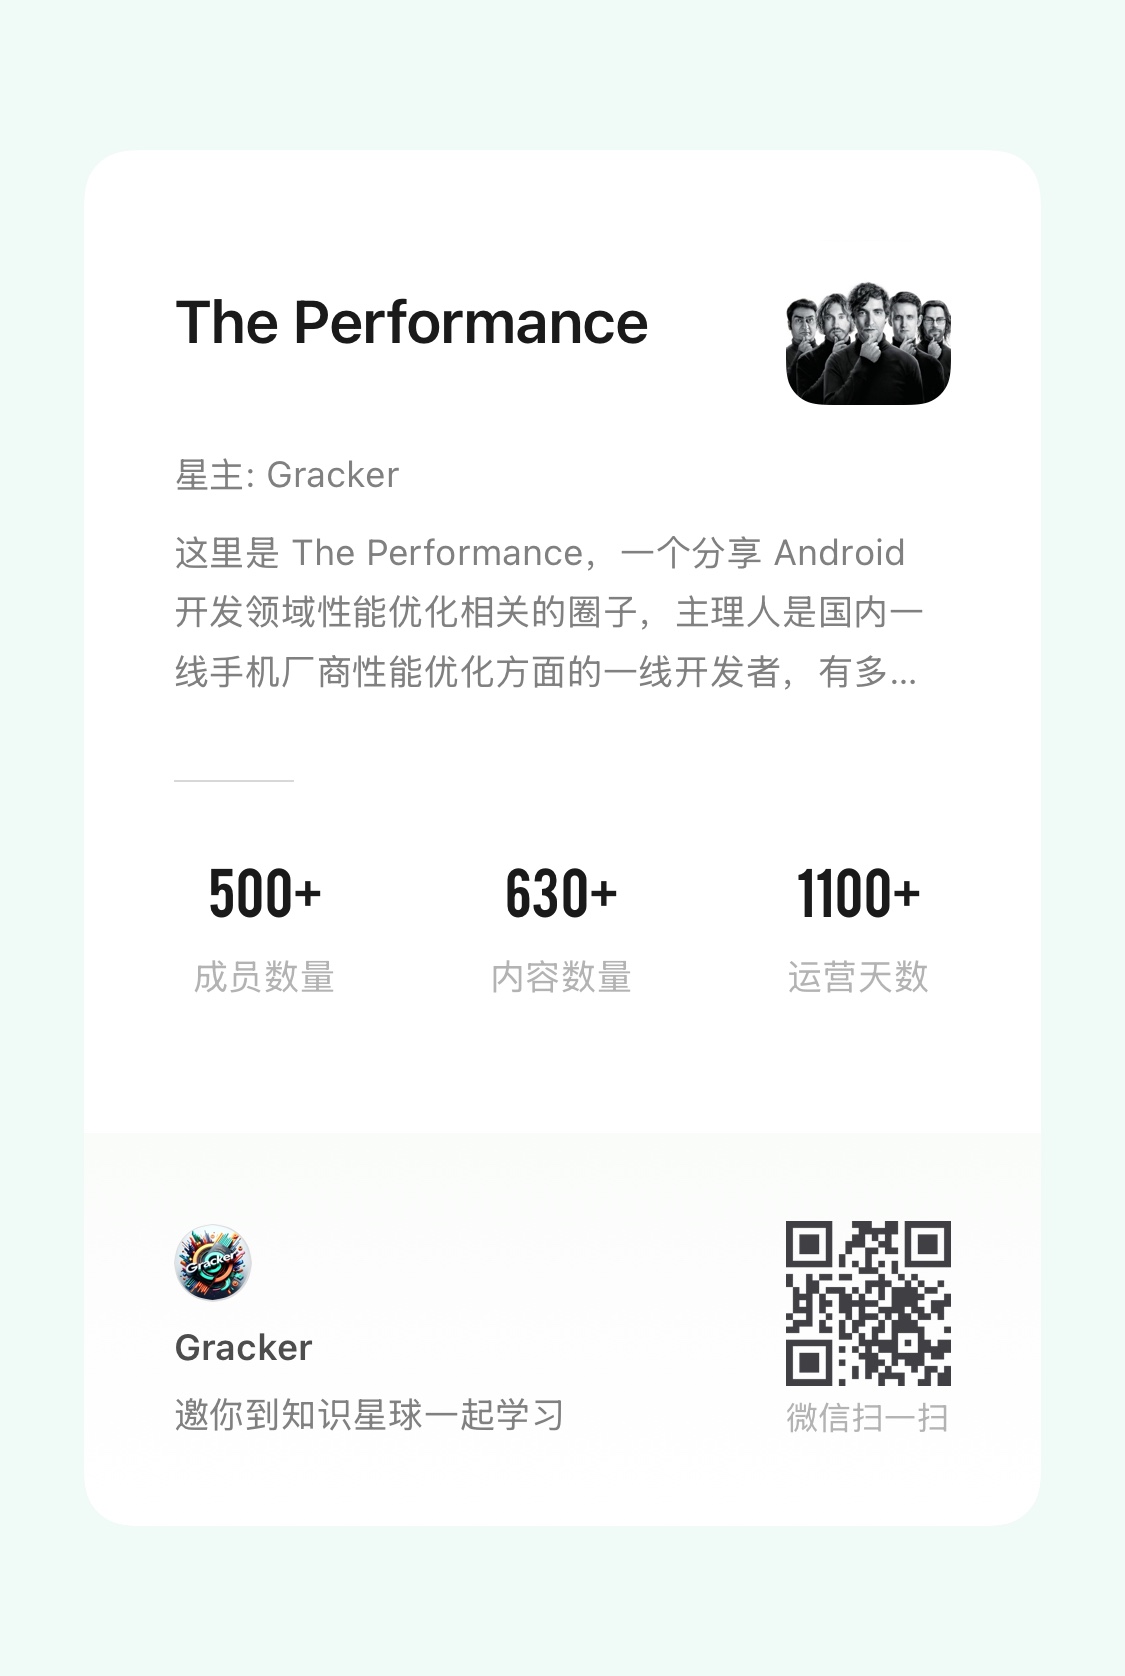 The Performance
星主: Gracker
这里是 The Performance，一个分享 Android
开发领域性能优化相关的圈子，主理人是国内一
线手机厂商性能优化方面的一线开发者，有多...
500+ 630+ 1100+
成员数量 内容数量 运营天数
Gracker
Gracker
邀你到知识星球一起学习
微信扫一扫